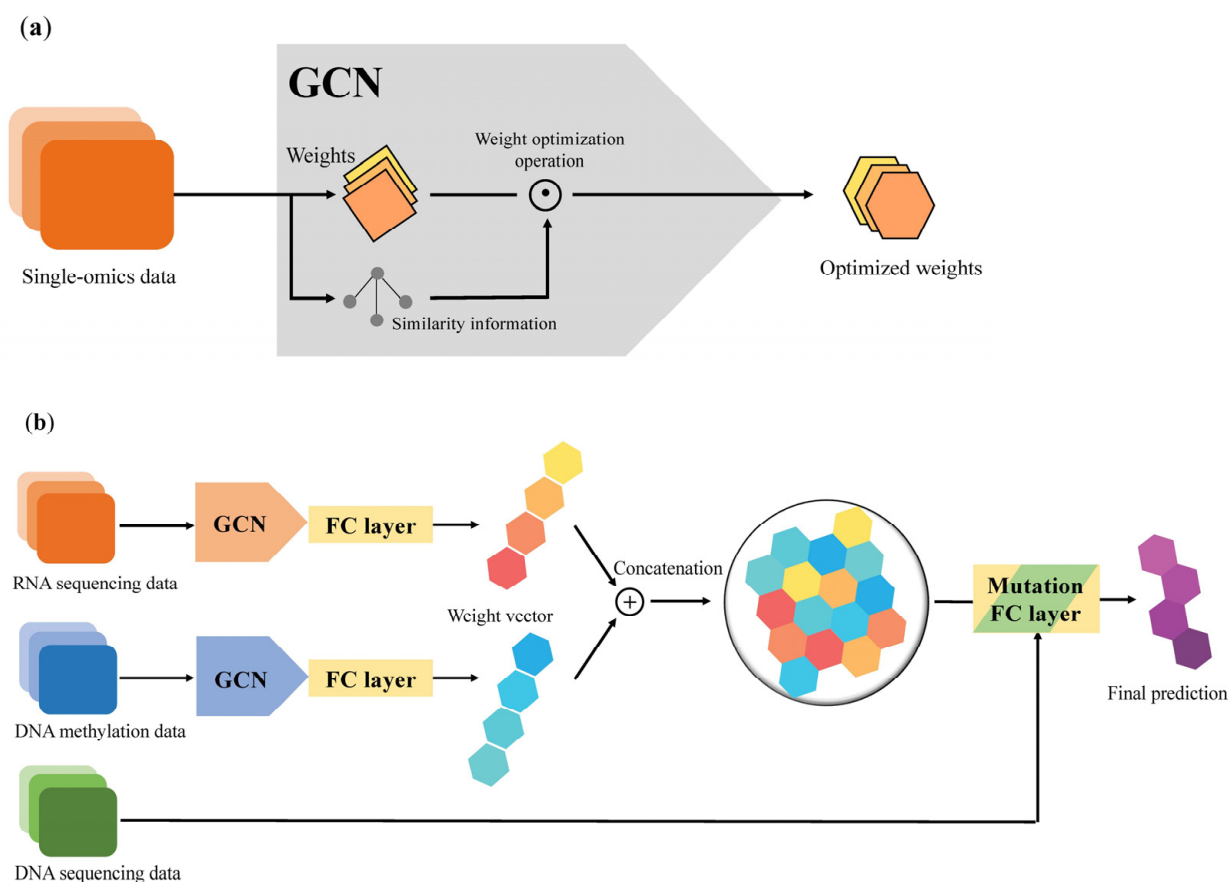 (a)
GCN
Weights
Weight optimization
operation
Single-omics data
Similarity information
Optimized weights
(b)
RNA sequencing data
GCN
FC layer
Weight vector
Concatenation
DNA methylation data
GCN
FC layer
Mutation
FC layer
Final prediction
DNA sequencing data